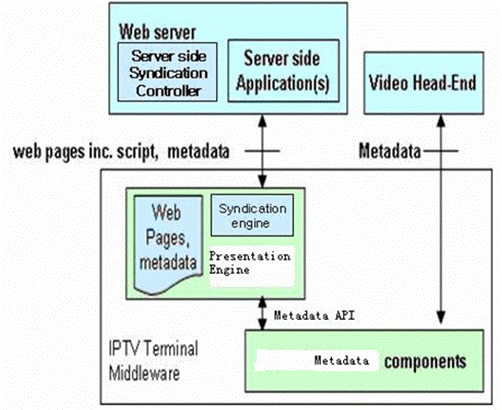 Web server
Server side
Syndication
Controller
Server side
Application(s)
Video Head-End
web pages inc. script, metadata
Metadata
Web
Pages,
metadata
Syndication
engine
Presentation
Engine
Metadata API
IPTV Terminal
Middleware
Metadata components